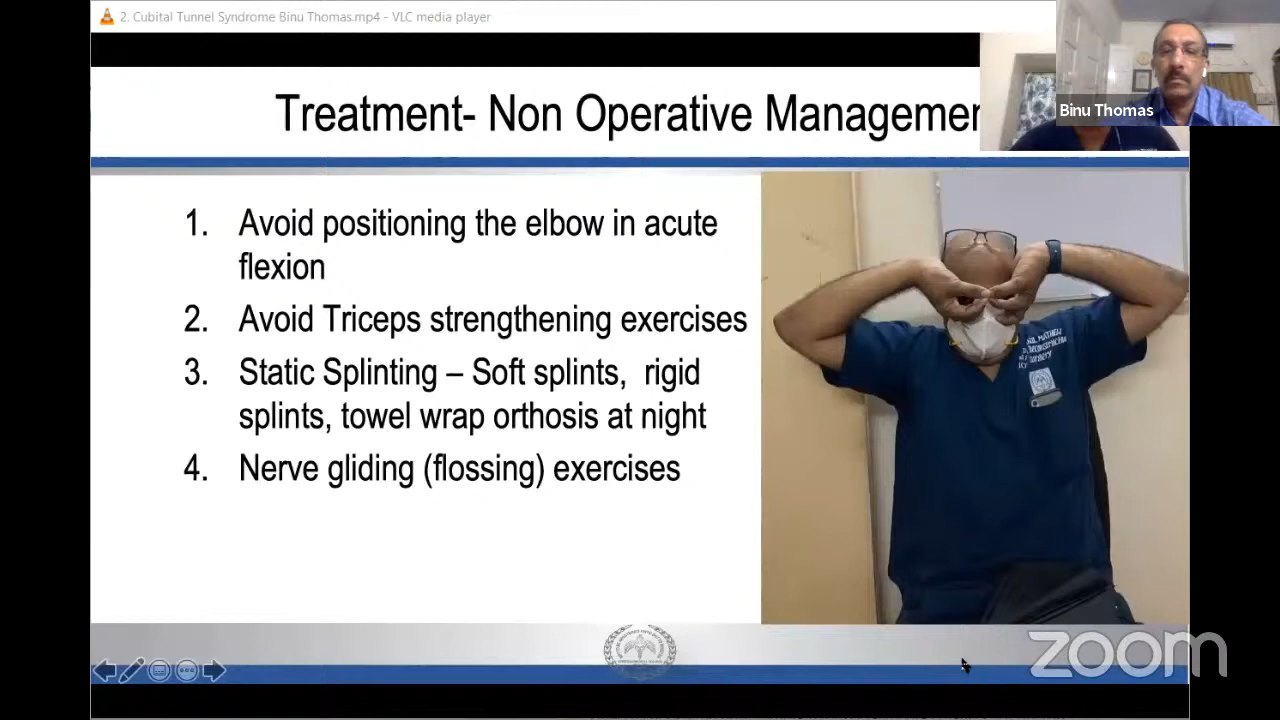 2. Cubital Tunnel Syndrome Binu Thomas.mp4 - VLC media player
Binu Thomas
Treatment- Non Operative Managemen
1. Avoid positioning the elbow in acute
flexion
2. Avoid Triceps strengthening exercises
3. Static Splinting – Soft splints, rigid
splints, towel wrap orthosis at night
4. Nerve gliding (flossing) exercises
MATHEW
zoom